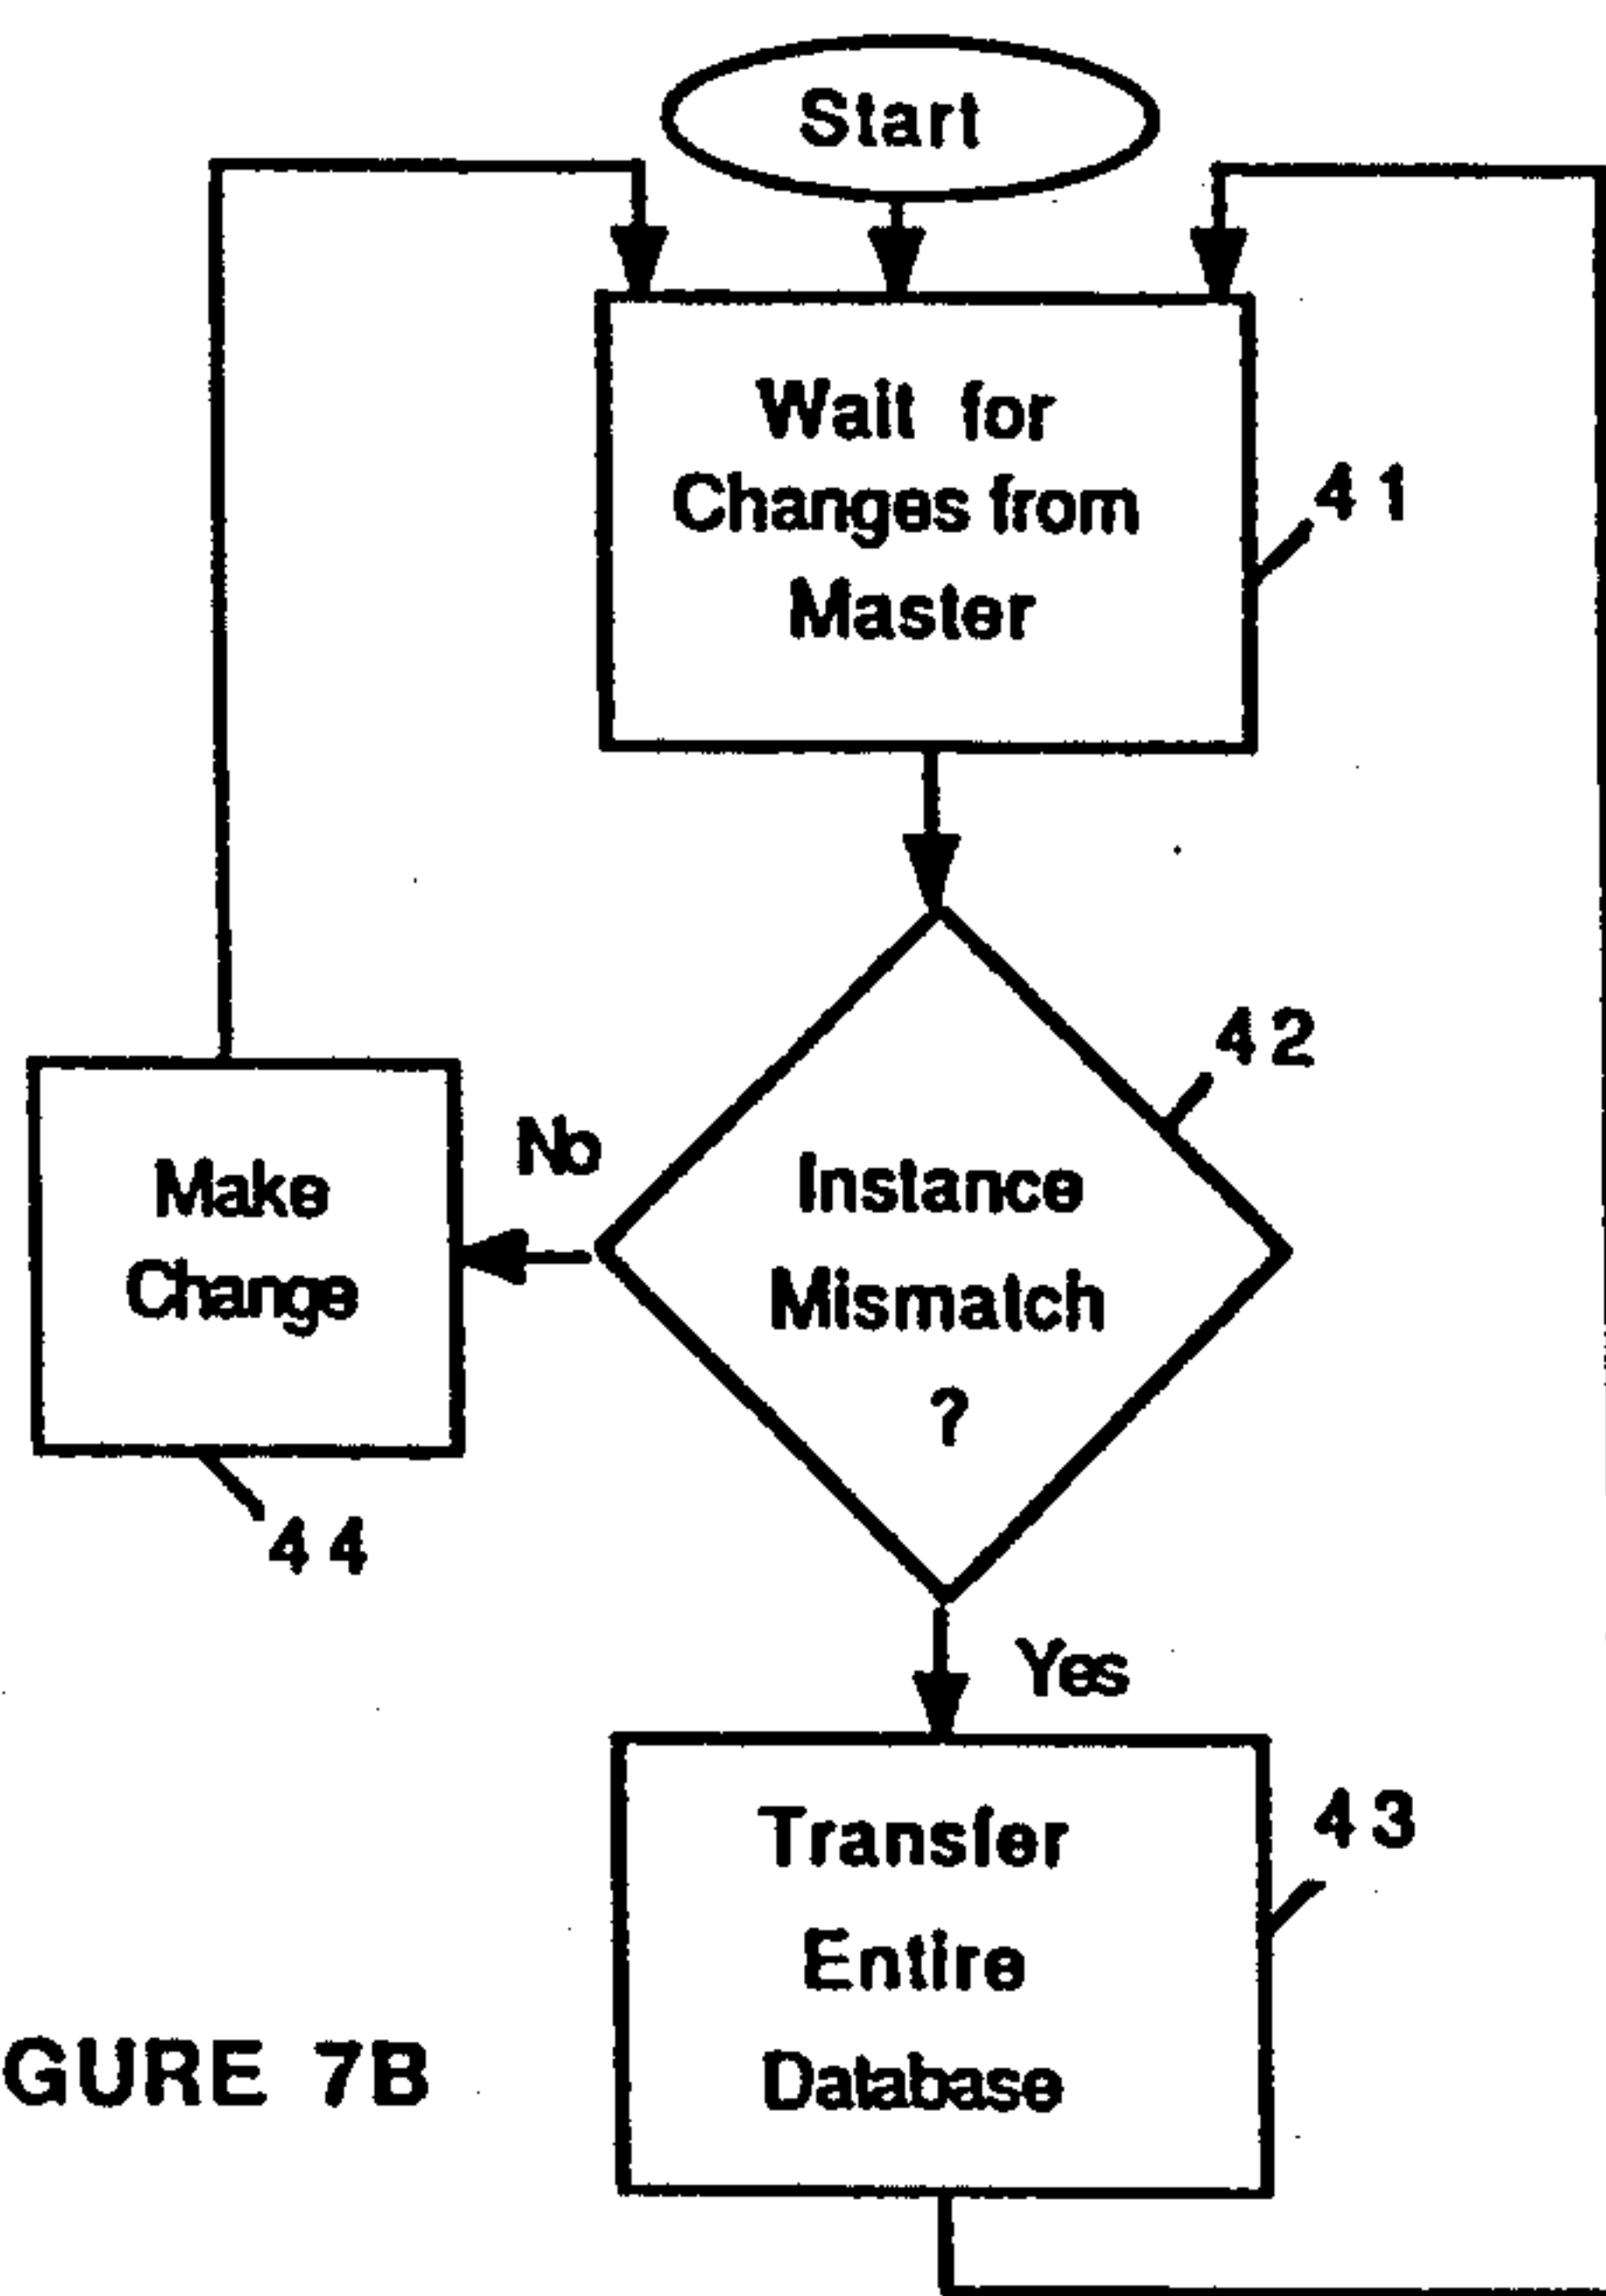 Start
Wait for
Changes from
Master
41
42
No
Instance
Mismatch
?
Make
Change
44
Yes
Transfer
Entire
Database
43
GURE 7B